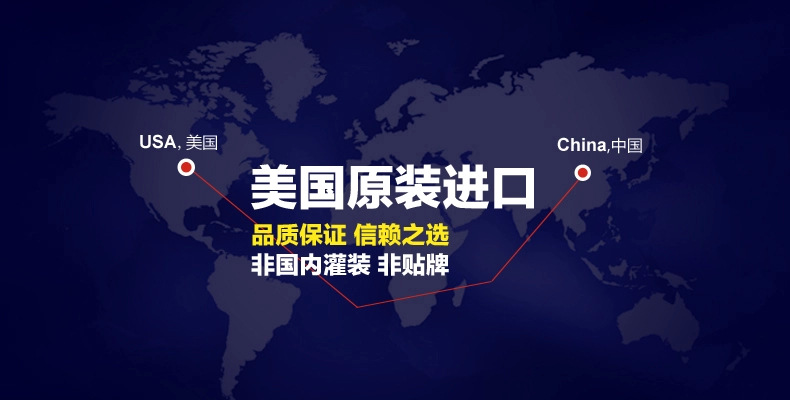 USA, 美国
China,中国
美国原装进口
品质保证 信赖之选
非国内灌装 非贴牌